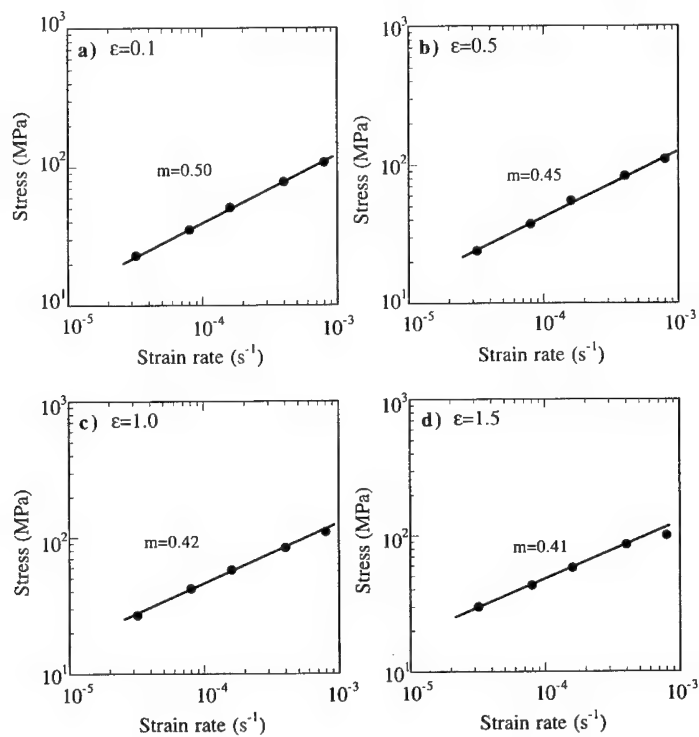 a) ε=0.1
10³
10²
10¹
Stress (MPa)
m=0.50
10⁻⁵
10⁻⁴
10⁻³
Strain rate (s⁻¹)
b) ε=0.5
10³
10²
10¹
Stress (MPa)
m=0.45
10⁻⁵
10⁻⁴
10⁻³
Strain rate (s⁻¹)
c) ε=1.0
10³
10²
10¹
Stress (MPa)
m=0.42
10⁻⁵
10⁻⁴
10⁻³
Strain rate (s⁻¹)
d) ε=1.5
10³
10²
10¹
Stress (MPa)
m=0.41
10⁻⁵
10⁻⁴
10⁻³
Strain rate (s⁻¹)